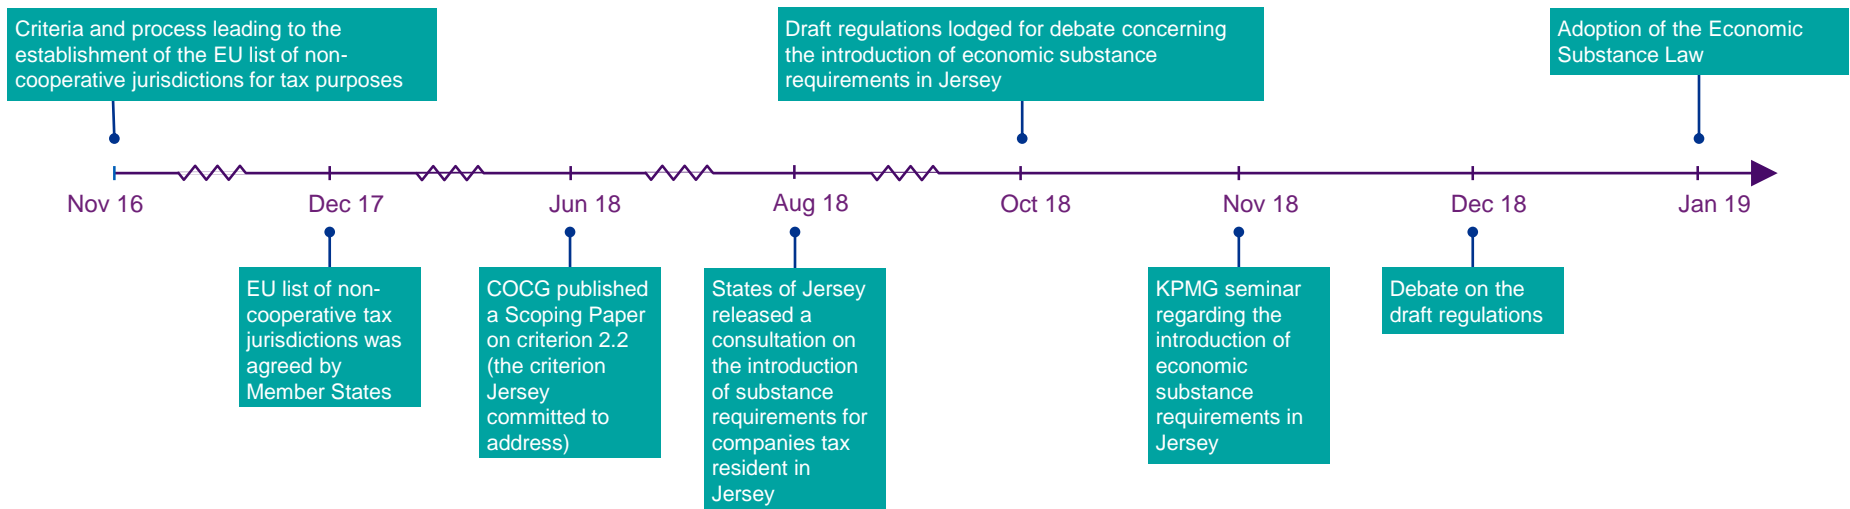 Criteria and process leading to the
establishment of the EU list of non-
cooperative jurisdictions for tax purposes
Draft regulations lodged for debate concerning
the introduction of economic substance
requirements in Jersey
Adoption of the Economic
Substance Law
Nov 16
Dec 17
Jun 18
Aug 18
Oct 18
Nov 18
Dec 18
Jan 19
EU list of non-
cooperative tax
jurisdictions was
agreed by
Member States
COCG published
a Scoping Paper
on criterion 2.2
(the criterion
Jersey
committed to
address)
States of Jersey
released a
consultation on
the introduction
of substance
requirements for
companies tax
resident in
Jersey
KPMG seminar
regarding the
introduction of
economic
substance
requirements in
Jersey
Debate on the
draft regulations